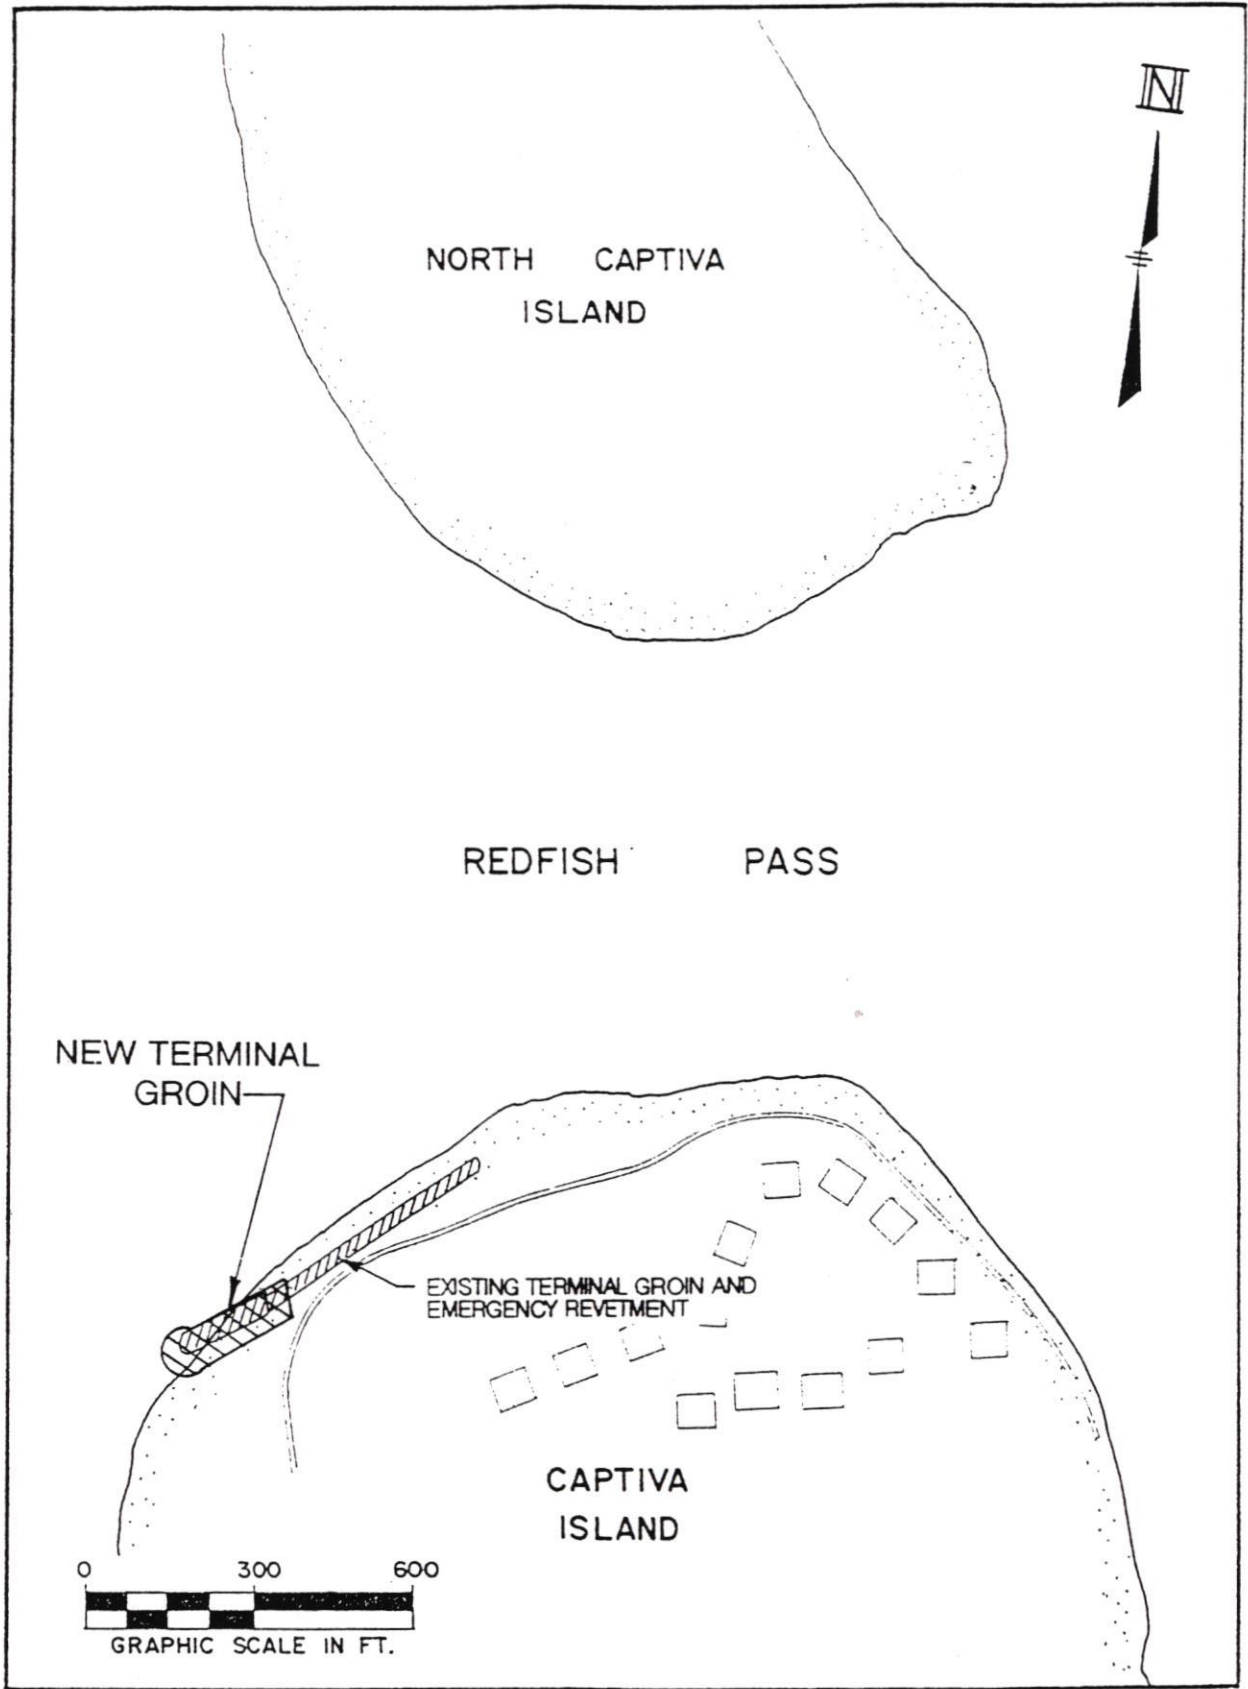 N
NORTH CAPTIVA
ISLAND
REDFISH PASS
NEW TERMINAL
GROIN
EXISTING TERMINAL GROIN AND
EMERGENCY REVETMENT
CAPTIVA
ISLAND
0 300 600
GRAPHIC SCALE IN FT.